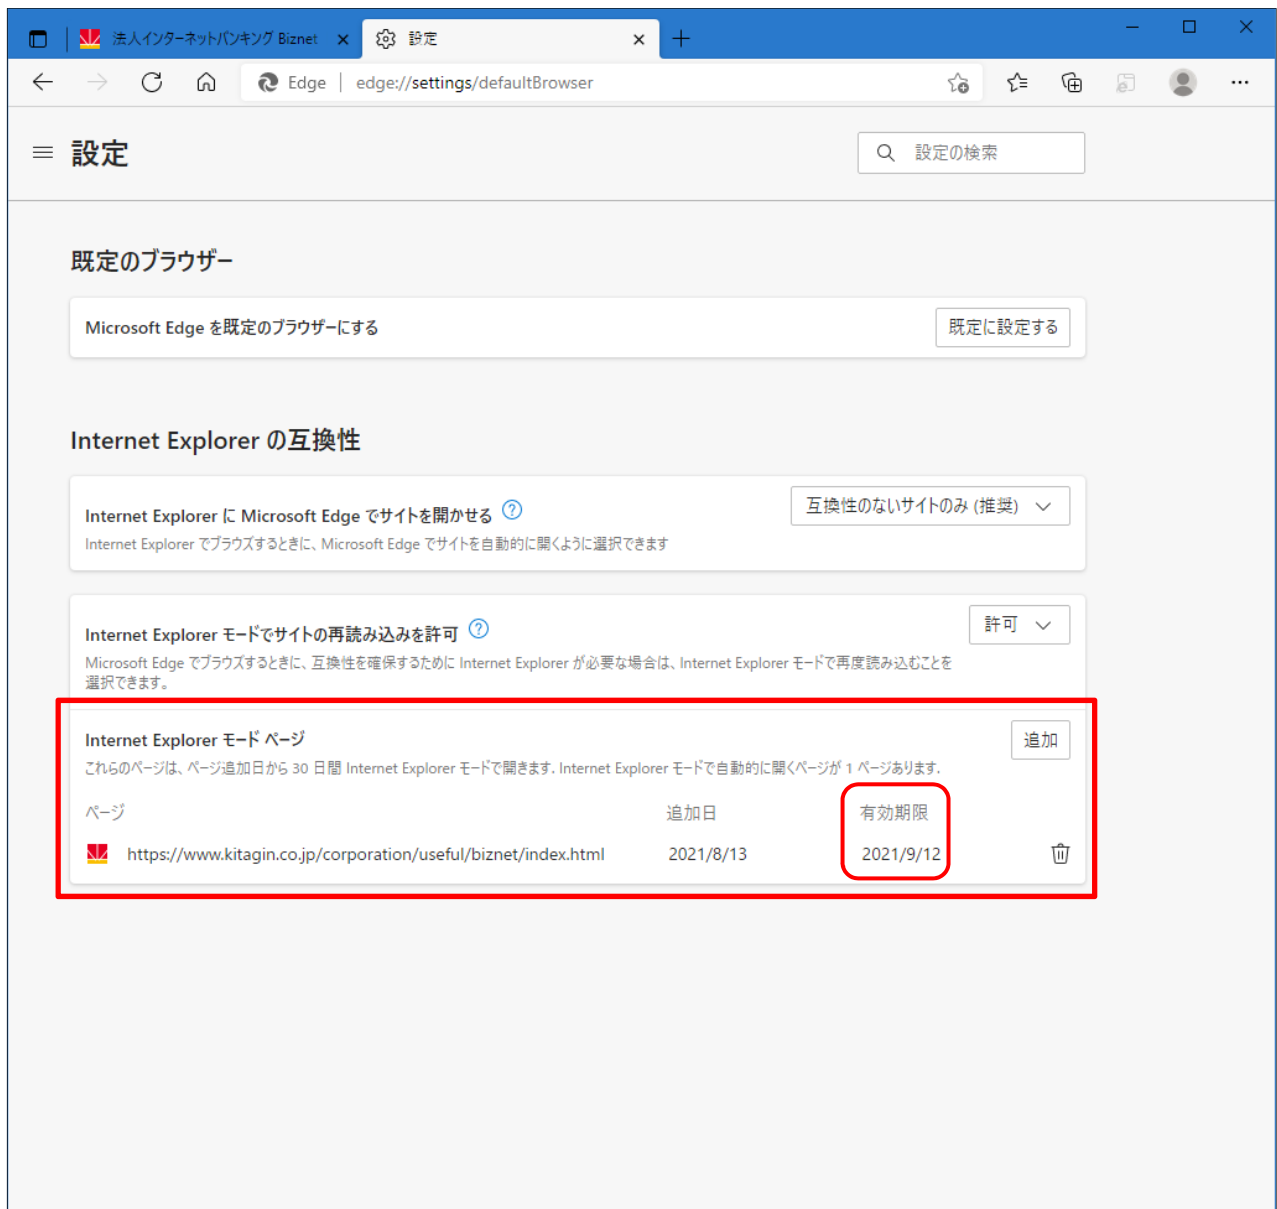 法人インターネットバンキング Biznet
設定
Edge | edge://settings/defaultBrowser
設定
設定の検索
既定のブラウザー
Microsoft Edge を既定のブラウザーにする
既定に設定する
Internet Explorer の互換性
Internet Explorer に Microsoft Edge でサイトを開かせる
互換性のないサイトのみ (推奨)
Internet Explorer でブラウズするときに、Microsoft Edge でサイトを自動的に開くように選択できます
Internet Explorer モードでサイトの再読み込みを許可
許可
Microsoft Edge でブラウズするときに、互換性を確保するために Internet Explorer が必要な場合は、Internet Explorer モードで再度読み込むことを
選択できます。
Internet Explorer モード ページ
追加
これらのページは、ページ追加日から 30 日間 Internet Explorer モードで開きます. Internet Explorer モードで自動的に開くページが 1 ページあります.
ページ 追加日 有効期限
https://www.kitagin.co.jp/corporation/useful/biznet/index.html 2021/8/13 2021/9/12